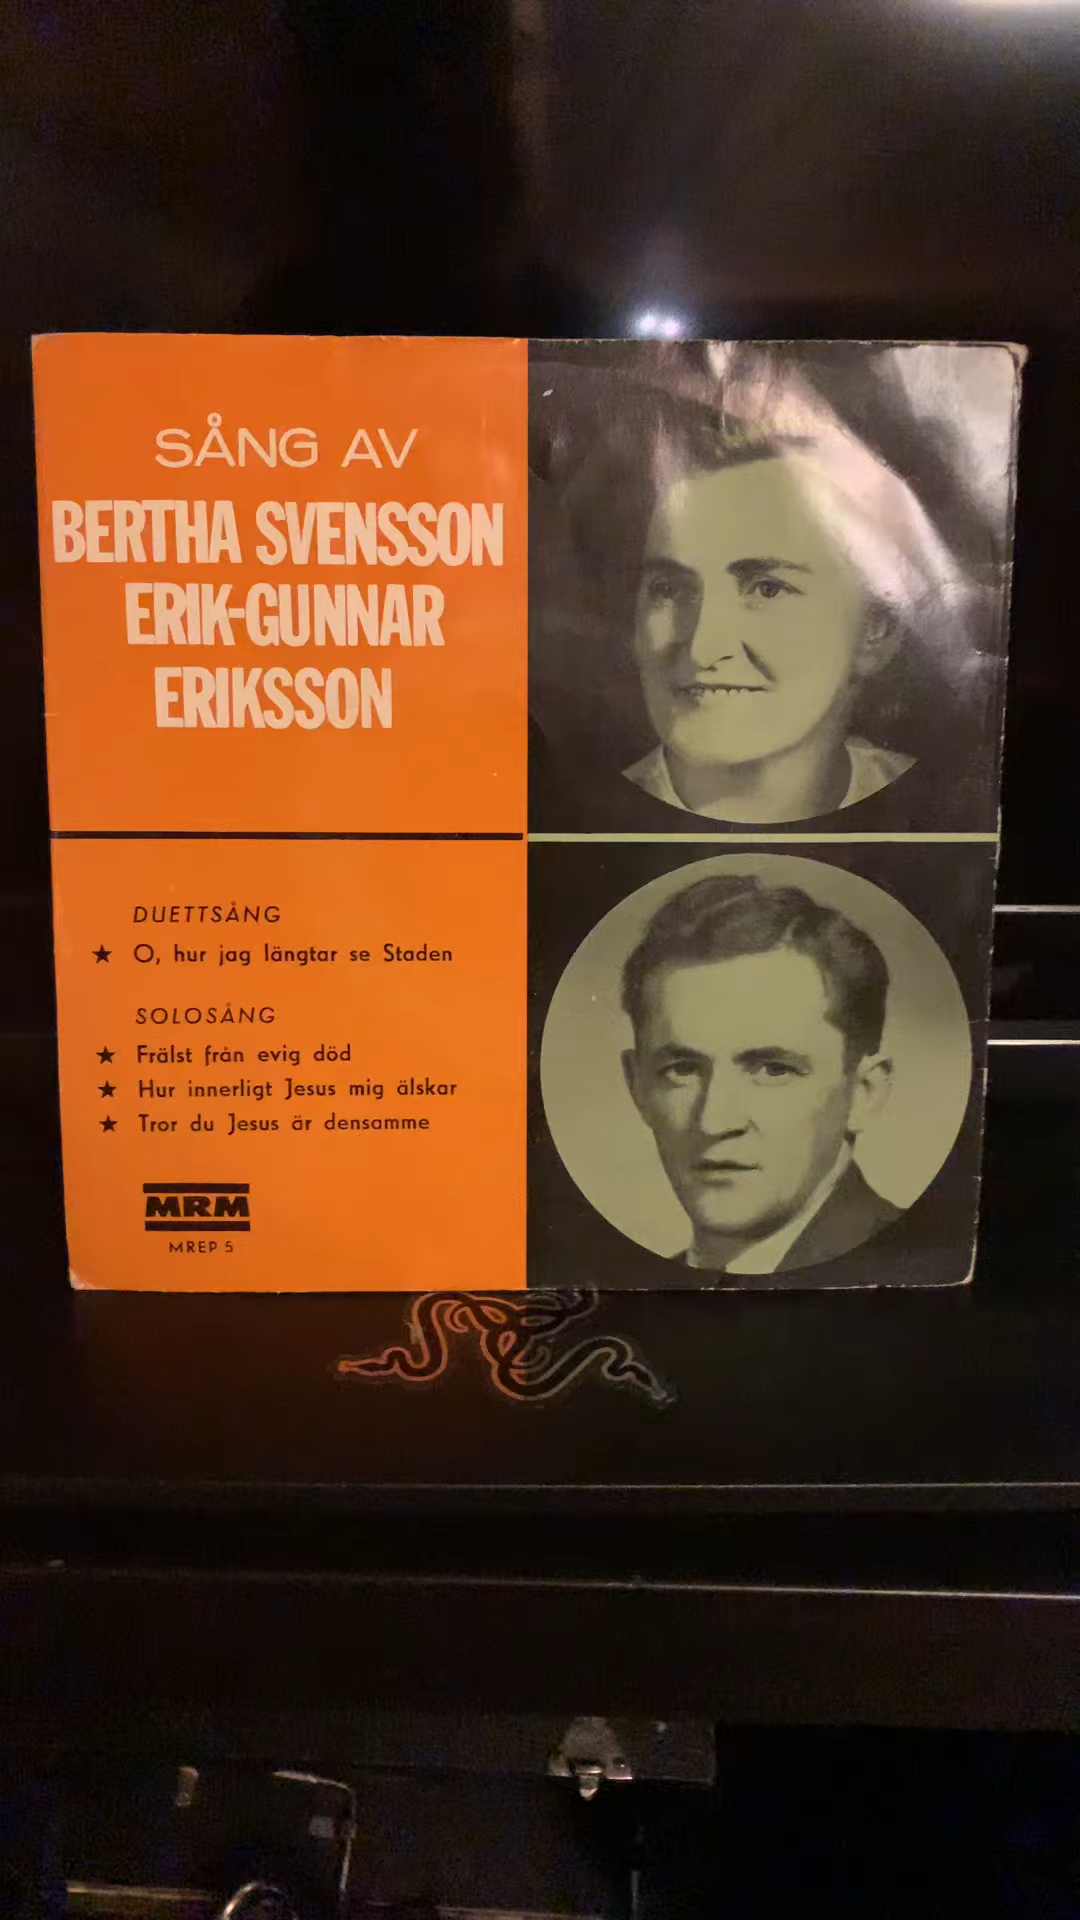 SÅNG AV
BERTHA SVENSSON
ERIK-GUNNAR
ERIKSSON
DUETTSÅNG
★ O, hur jag längtar se Staden
SOLOSÅNG
★ Frälst från evig död
★ Hur innerligt Jesus mig älskar
★ Tror du Jesus är densamme
MRM
MREP 5